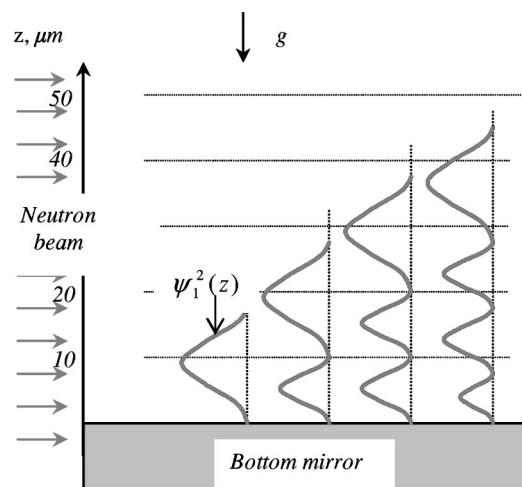 z, μm
g
50
40
Neutron
beam
ψ₁²(z)
20
10
Bottom mirror